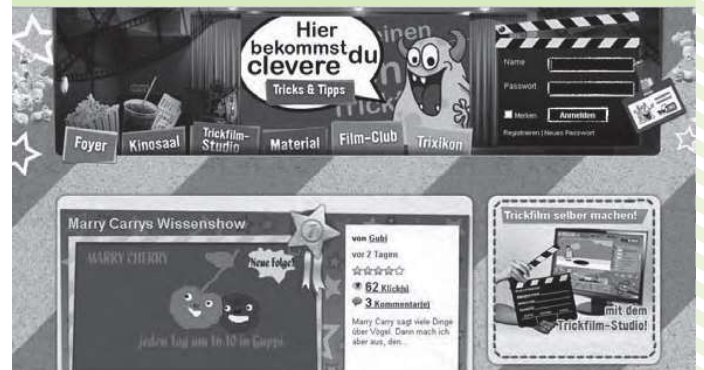 Hier
bekommst du
clevere
Tricks & Tipps
einen
Trick
Name
Passwort
Merken
Anmelden
Registrieren | Neues Passwort
Foyer
Kinosaal
Trickfilm-
Studio
Material
Film-Club
Trixikon
Marry Carrys Wissenshow
MARRY CHERRY
Neue Folge!
jeden Tag um 16:10 in Guppi
von Gubi
vor 2 Tagen
62 Klick(s)
3 Kommentar(e)
Marry Carry sagt viele Dinge
über Vögel. Dann mach ich
aber aus, den...
Trickfilm selber machen!
mit dem
Trickfilm-Studio!